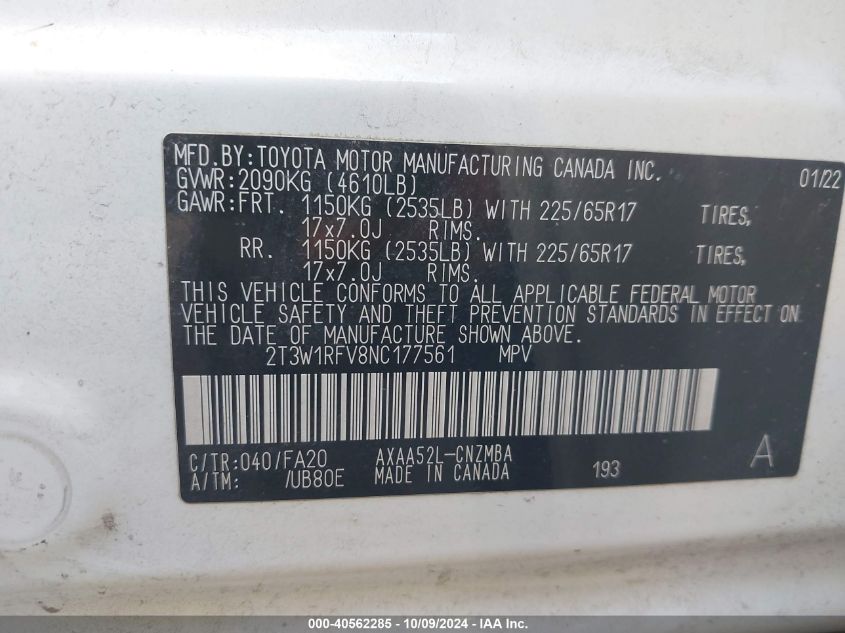 MFD.BY:TOYOTA MOTOR MANUFACTURING CANADA INC. 01/22
GVWR:2090KG (4610LB)
GAWR:FRT. 1150KG (2535LB) WITH 225/65R17 TIRES,
17x7.0J RIMS.
RR. 1150KG (2535LB) WITH 225/65R17 TIRES,
17x7.0J RIMS.
THIS VEHICLE CONFORMS TO ALL APPLICABLE FEDERAL MOTOR
VEHICLE SAFETY AND THEFT PREVENTION STANDARDS IN EFFECT ON
THE DATE OF MANUFACTURE SHOWN ABOVE.
2T3W1RFV8NC177561 MPV
C/TR:040/FA20 AXAA52L-CNZMBA A
A/TM: /UB80E MADE IN CANADA 193
000-40562285 - 10/09/2024 - IAA Inc.